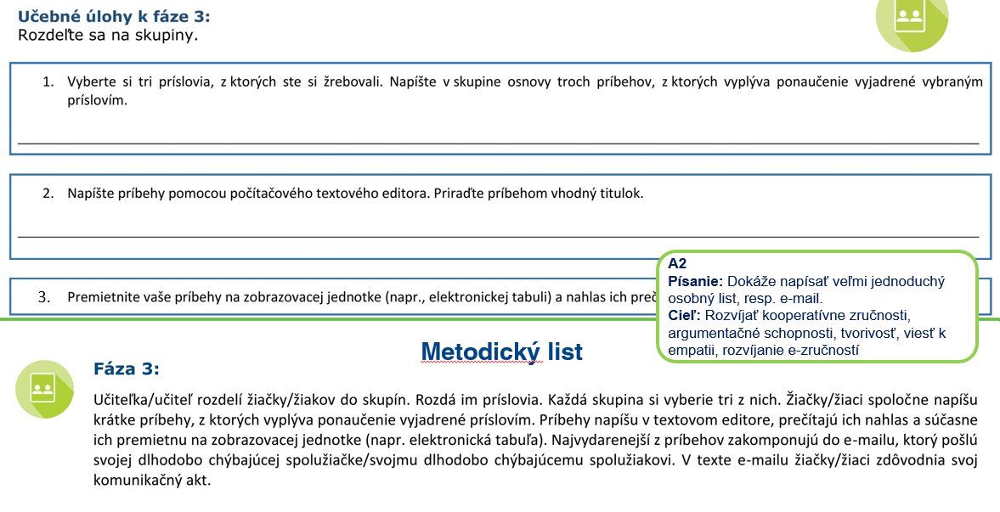 Učebné úlohy k fáze 3:
Rozdeľte sa na skupiny.
1. Vyberte si tri príslovia, z ktorých ste si žrebovali. Napíšte v skupine osnovy troch príbehov, z ktorých vyplýva ponaučenie vyjadrené vybraným
príslovím.
2. Napíšte príbehy pomocou počítačového textového editora. Priraďte príbehom vhodný titulok.
3. Premietnite vaše príbehy na zobrazovacej jednotke (napr., elektronickej tabuli) a nahlas ich
A2
Písanie: Dokáže napísať veľmi jednoduchý
osobný list, resp. e-mail.
Cieľ: Rozvíjať kooperatívne zručnosti,
argumentačné schopnosti, tvorivosť, viesť k
empatii, rozvíjanie e-zručností
Metodický list
Fáza 3:
Učiteľka/učiteľ rozdelí žiačky/žiakov do skupín. Rozdá im príslovia. Každá skupina si vyberie tri z nich. Žiačky/žiaci spoločne napíšu
krátke príbehy, z ktorých vyplýva ponaučenie vyjadrené príslovím. Príbehy napíšu v textovom editore, prečítajú ich nahlas a súčasne
ich premietnu na zobrazovacej jednotke (napr. elektronická tabuľa). Najvydarenejší z príbehov zakomponujú do e-mailu, ktorý pošlú
svojej dlhodobo chýbajúcej spolužiačke/svojmu dlhodobo chýbajúcemu spolužiakovi. V texte e-mailu žiačky/žiaci zdôvodnia svoj
komunikačný akt.